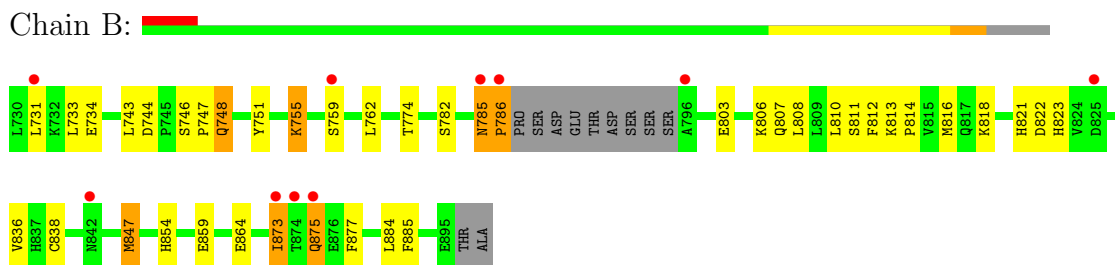 Chain B:
L730 L731 K732 L733 E734 L743 D744 P745 S746 P747 Q748 Y751 K755 S759 L762 T774 S782 N785 P786 PRO SER ASP GLU THR ASP SER SER SER A796 E803 K806 Q807 L808 L809 L810 S811 F812 K813 P814 V815 M816 Q817 K818 H821 D822 H823 V824 D825
V836 H837 C838 N842 M847 H854 E859 E864 I873 T874 Q875 E876 F877 L884 F885 E895 THR ALA